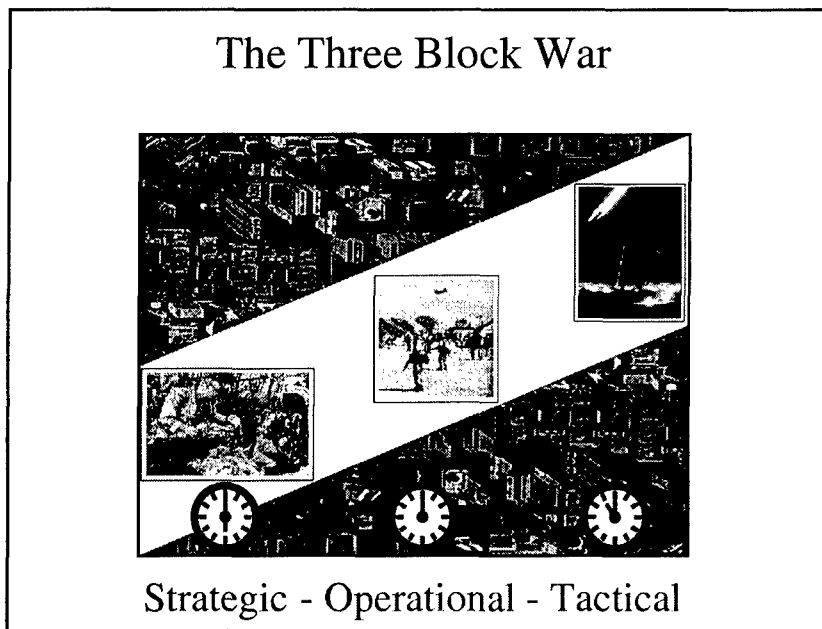 The Three Block War
Strategic - Operational - Tactical